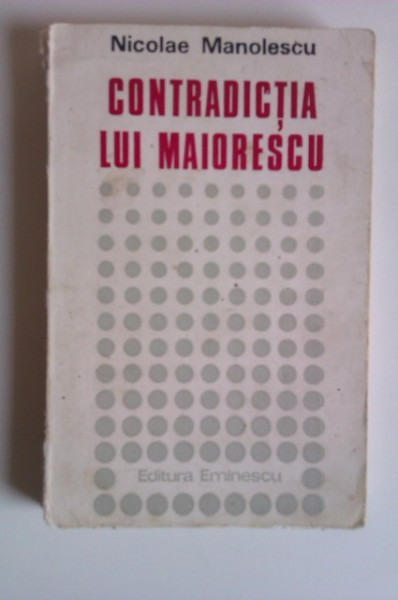 Nicolae Manolescu
CONTRADICȚIA
LUI MAIORESCU
Editura Eminescu